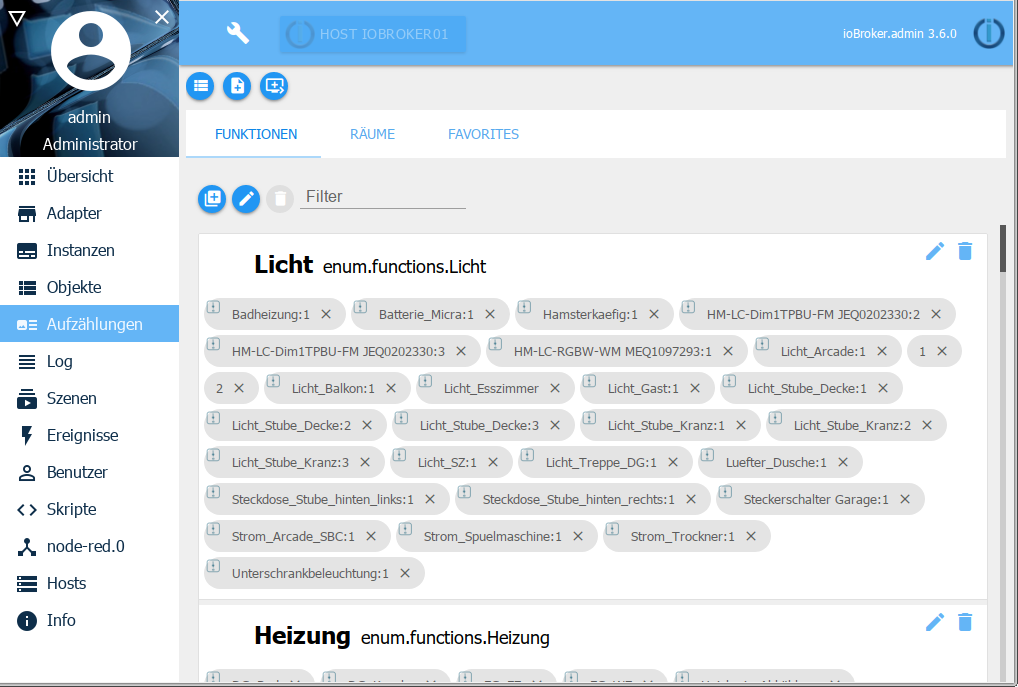 HOST IOBROKER01
ioBroker.admin 3.6.0
admin
Administrator
Übersicht
Adapter
Instanzen
Objekte
Aufzählungen
Log
Szenen
Ereignisse
Benutzer
Skripte
node-red.0
Hosts
Info
FUNKTIONEN RÄUME FAVORITES
Filter
Licht enum.functions.Licht
Badheizung:1 Batterie_Micra:1 Hamsterkaefig:1 HM-LC-Dim1TPBU-FM JEQ0202330:2
HM-LC-Dim1TPBU-FM JEQ0202330:3 HM-LC-RGBW-WM MEQ1097293:1 Licht_Arcade:1 1
2 Licht_Balkon:1 Licht_Esszimmer Licht_Gast:1 Licht_Stube_Decke:1
Licht_Stube_Decke:2 Licht_Stube_Decke:3 Licht_Stube_Kranz:1 Licht_Stube_Kranz:2
Licht_Stube_Kranz:3 Licht_SZ:1 Licht_Treppe_DG:1 Luefter_Dusche:1
Steckdose_Stube_hinten_links:1 Steckdose_Stube_hinten_rechts:1 Steckerschalter Garage:1
Strom_Arcade_SBC:1 Strom_Spuelmaschine:1 Strom_Trockner:1
Unterschrankbeleuchtung:1
Heizung enum.functions.Heizung